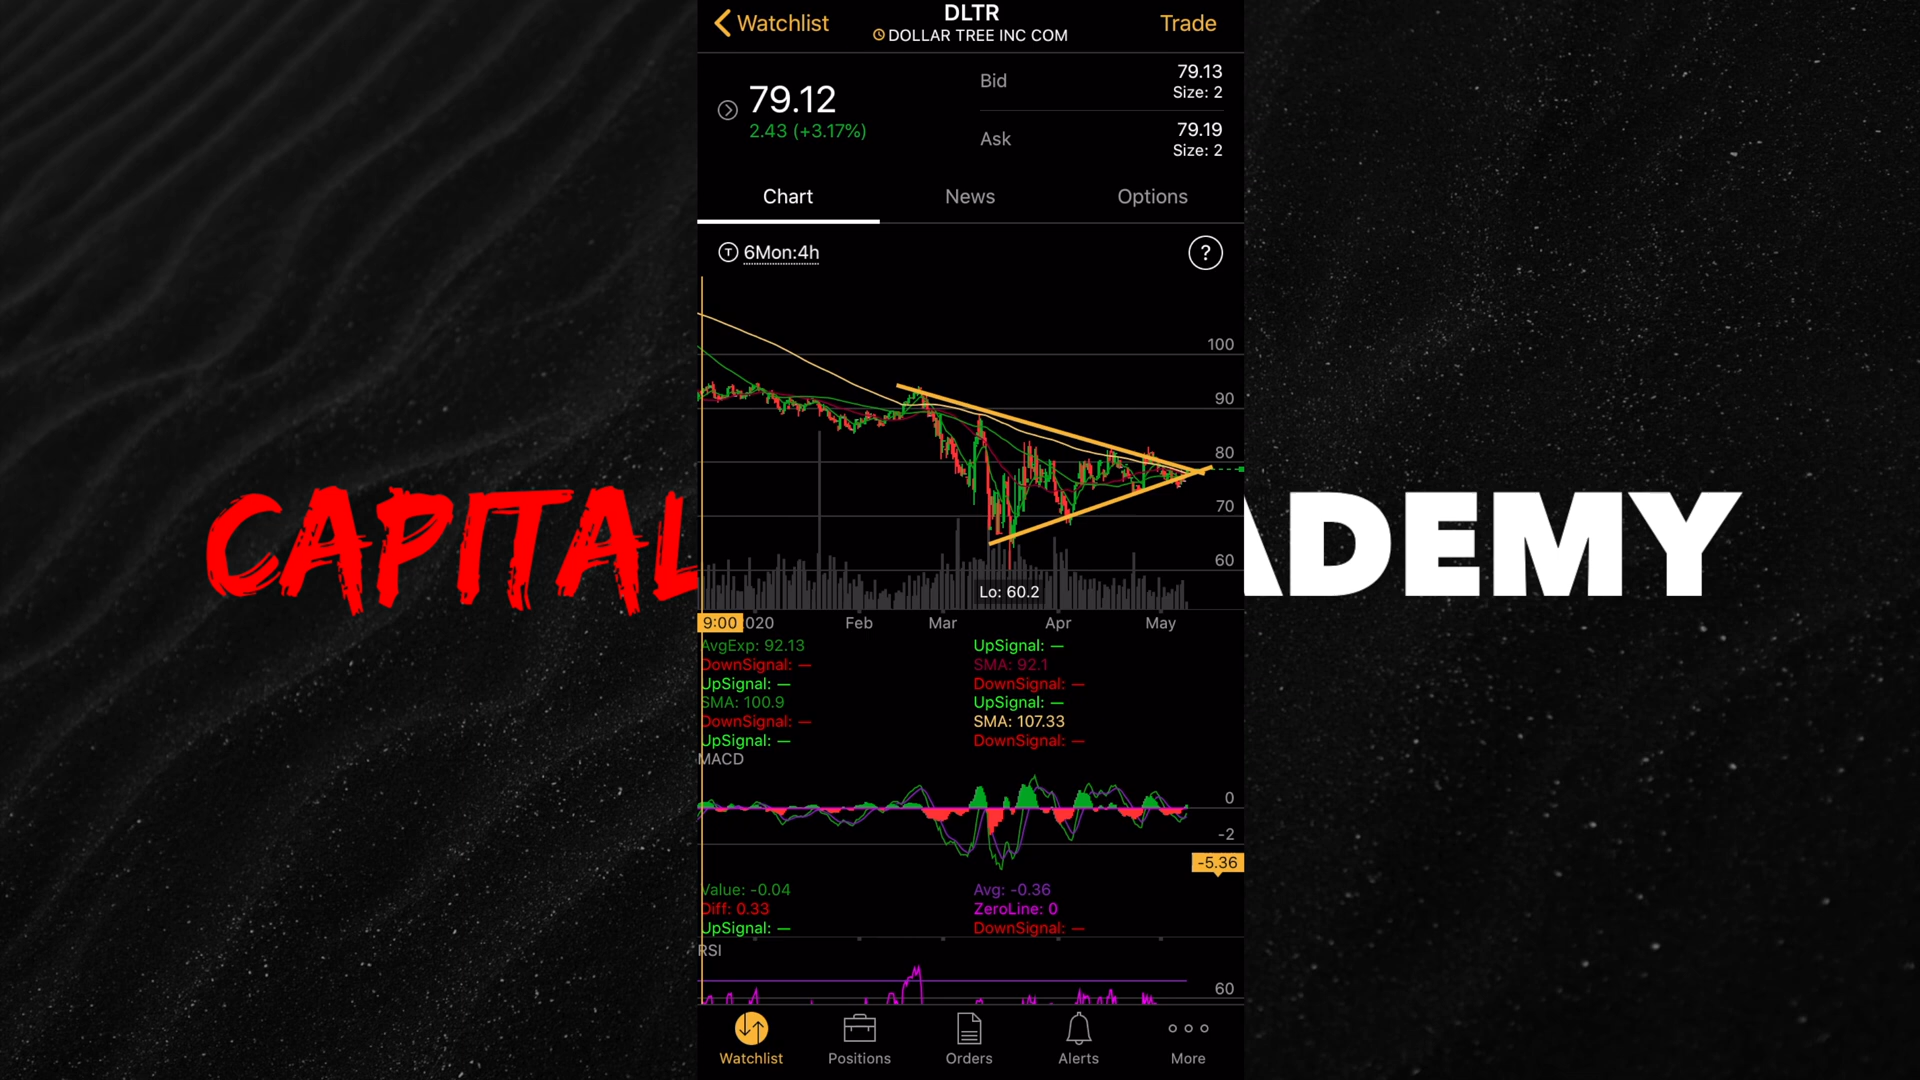 Watchlist
DLTR
DOLLAR TREE INC COM
Trade
79.12
2.43 (+3.17%)
Bid
79.13
Size: 2
Ask
79.19
Size: 2
Chart
News
Options
T 6Mon:4h
?
100
90
80
70
60
CAPITAL
ADEMY
Lo: 60.2
9:00
020
Feb
Mar
Apr
May
AvgExp: 92.13
UpSignal: —
DownSignal: —
SMA: 92.1
UpSignal: —
DownSignal: —
SMA: 100.9
UpSignal: —
DownSignal: —
SMA: 107.33
UpSignal: —
DownSignal: —
MACD
0
-2
-5.36
Value: -0.04
Avg: -0.36
Diff: 0.33
ZeroLine: 0
UpSignal: —
DownSignal: —
RSI
60
Watchlist
Positions
Orders
Alerts
More